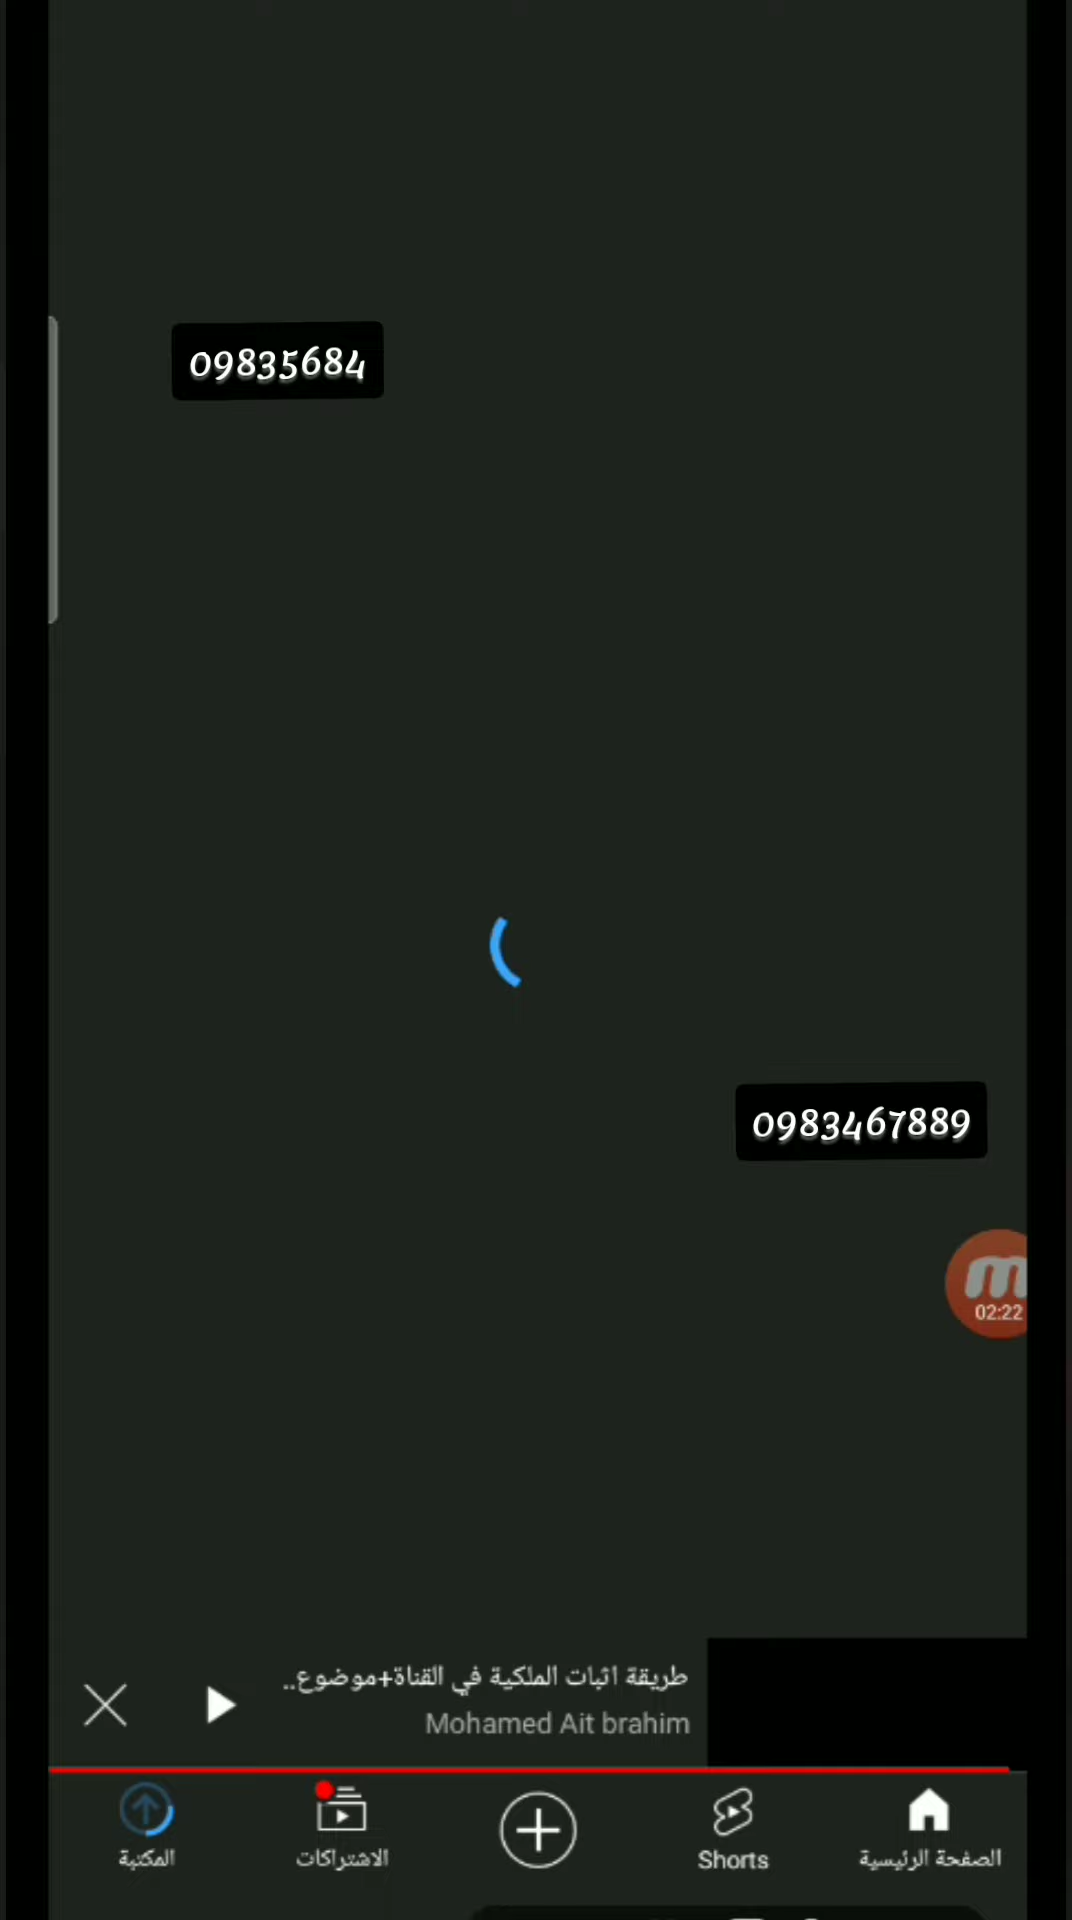 09835684
0983467889
m
02:22
طريقة اثبات الملكية في القناة+موضوع..
Mohamed Ait brahim
الصفحة الرئيسية
Shorts
الاشتراكات
المكتبة